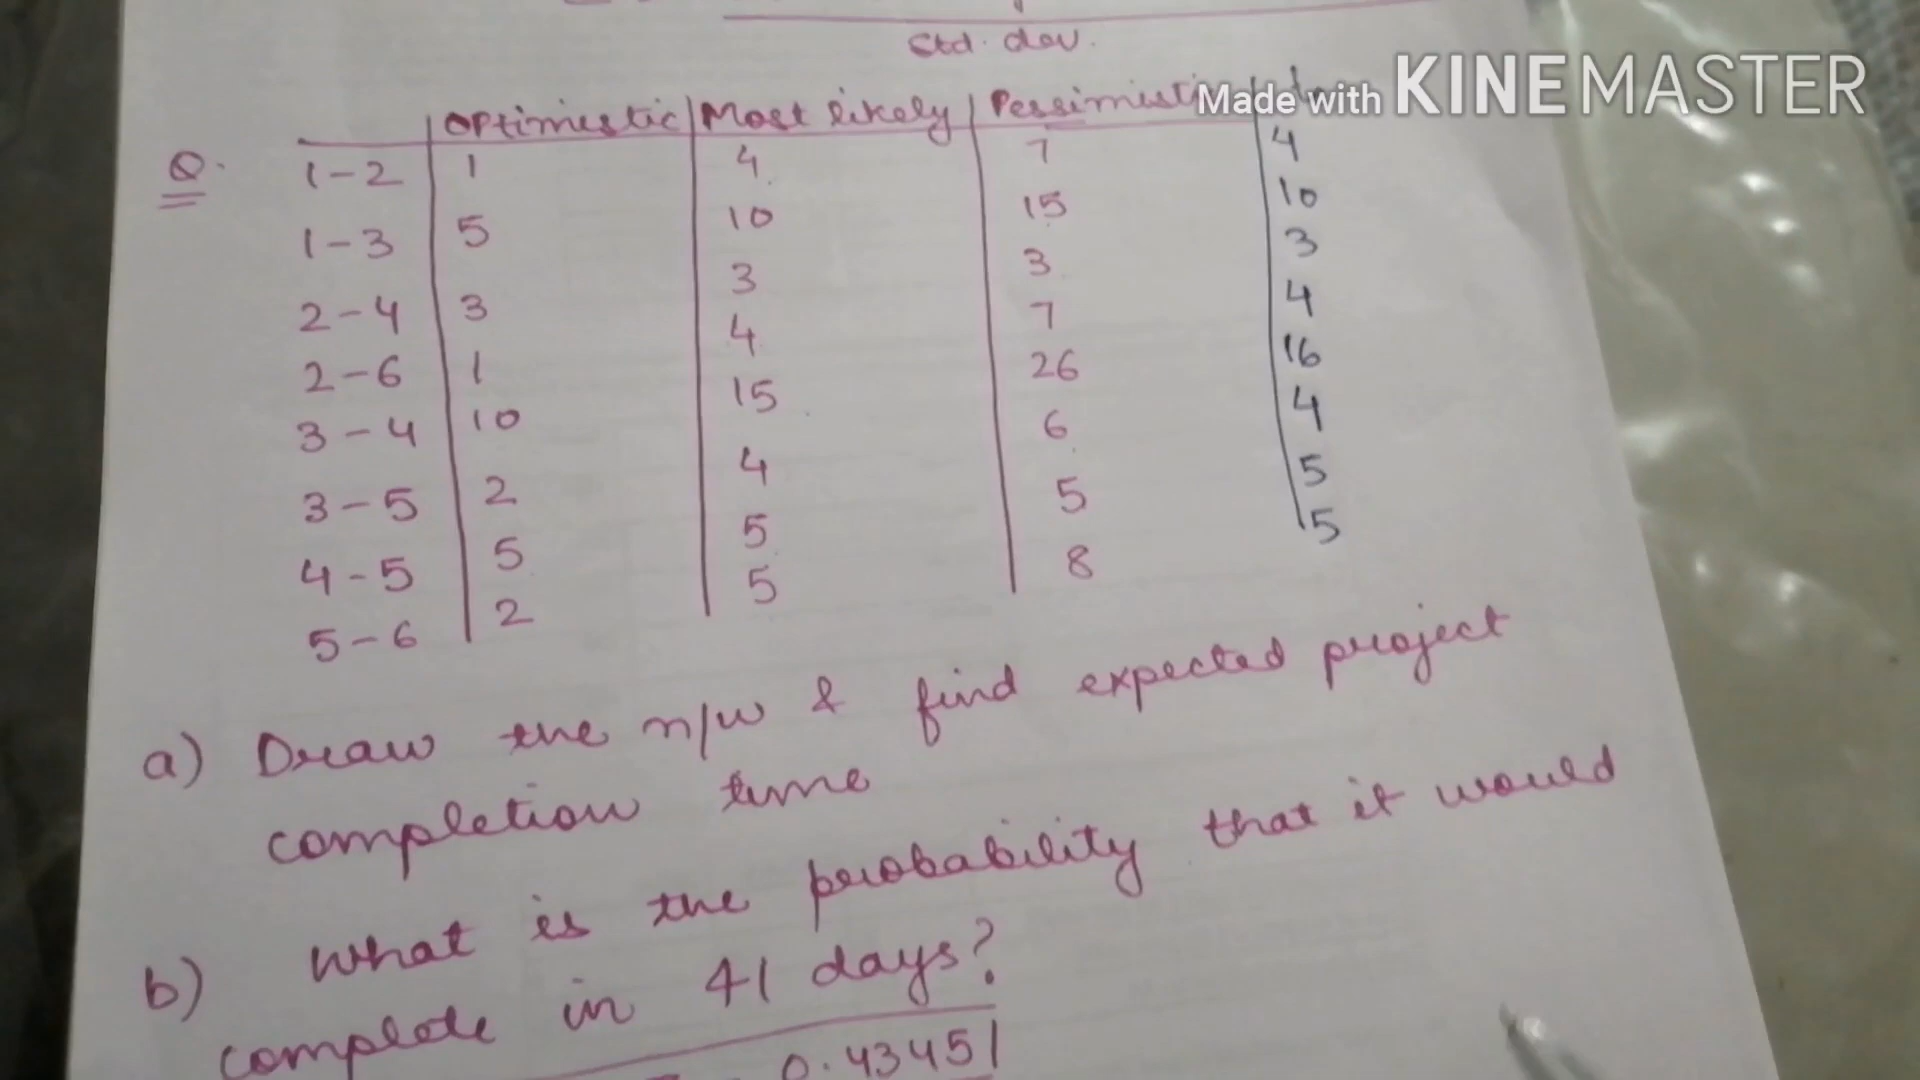 Std. dev.
Made with KINEMASTER
Optimistic Most likely Pessimistic
Q. 1-2 1 4 7 4
1-3 5 10 15 10
2-4 3 3 3 3
2-6 1 4 7 4
3-4 10 15 26 16
3-5 2 4 6 4
4-5 5 5 5 5
5-6 2 5 8 5
a) Draw the n/w & find expected project
completion time
b) What is the probability that it would
complete in 41 days?
0.43451